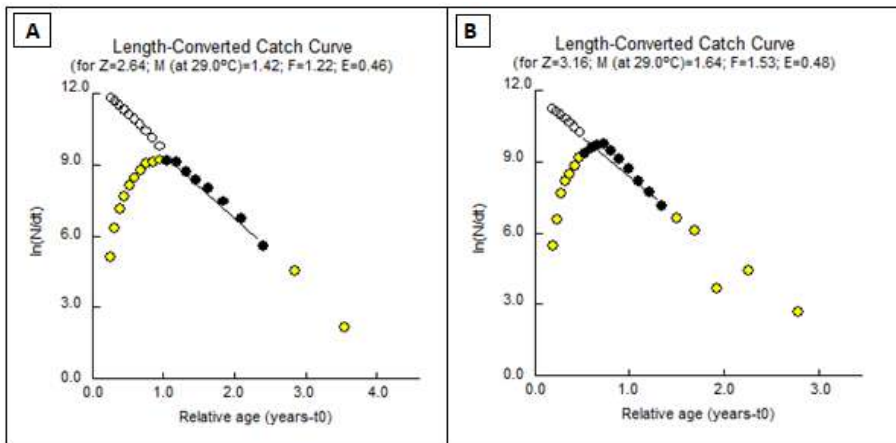 A
Length-Converted Catch Curve
(for Z=2.64; M (at 29.0ºC)=1.42; F=1.22; E=0.46)
12.0
9.0
6.0
3.0
0.0
ln(N/dt)
0.0 1.0 2.0 3.0 4.0
Relative age (years-t0)
B
Length-Converted Catch Curve
(for Z=3.16; M (at 29.0ºC)=1.64; F=1.53; E=0.48)
12.0
9.0
6.0
3.0
0.0
ln(N/dt)
0.0 1.0 2.0 3.0
Relative age (years-t0)